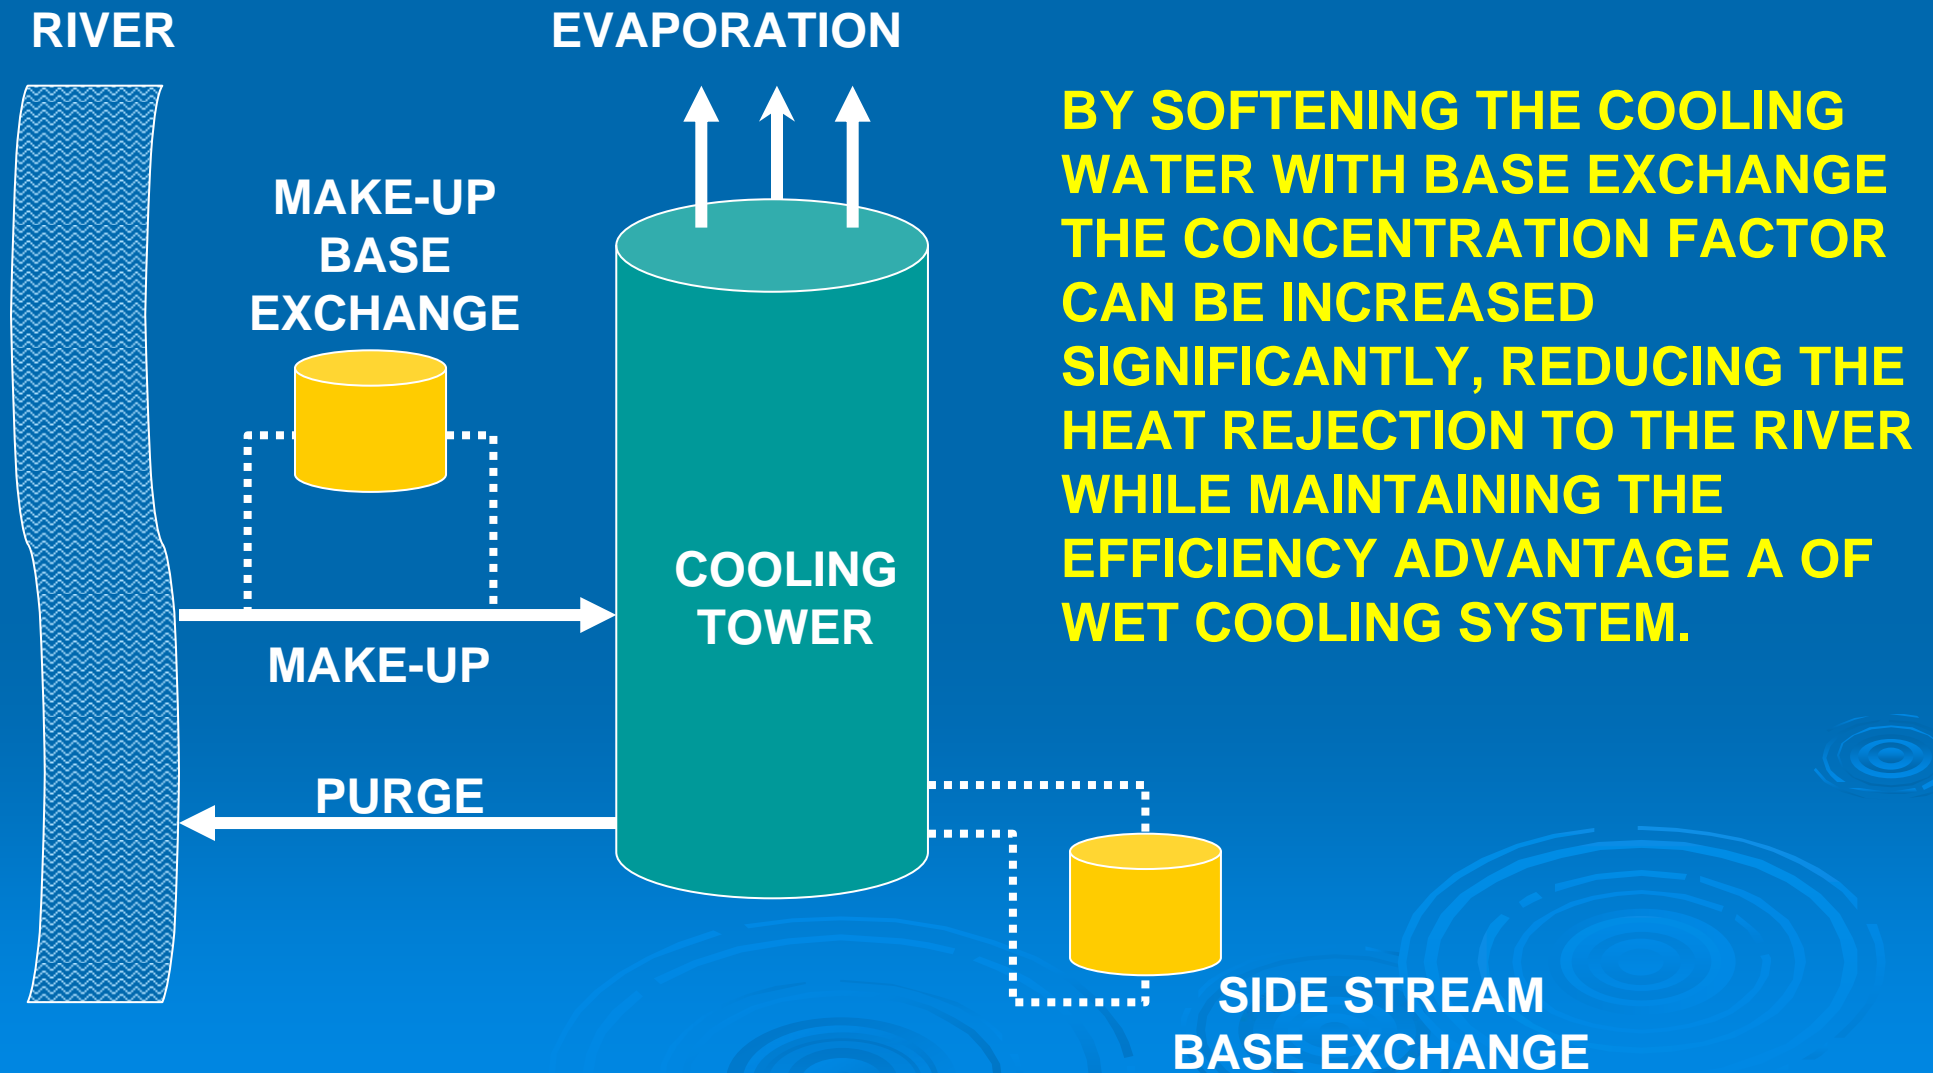 RIVER
EVAPORATION
MAKE-UP
BASE
EXCHANGE
MAKE-UP
PURGE
COOLING
TOWER
BY SOFTENING THE COOLING
WATER WITH BASE EXCHANGE
THE CONCENTRATION FACTOR
CAN BE INCREASED
SIGNIFICANTLY, REDUCING THE
HEAT REJECTION TO THE RIVER
WHILE MAINTAINING THE
EFFICIENCY ADVANTAGE A OF
WET COOLING SYSTEM.
SIDE STREAM
BASE EXCHANGE